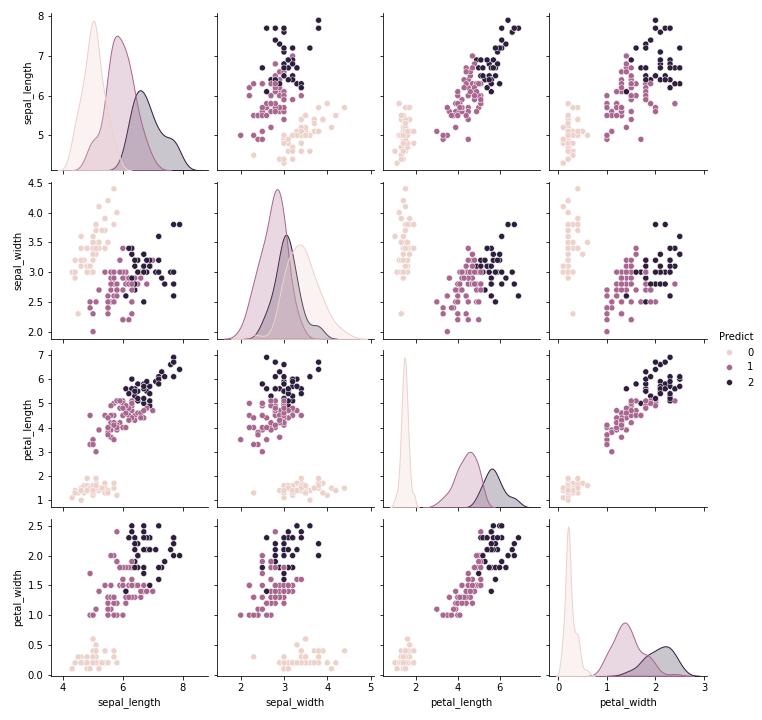 8
7
6
5
sepal_length
4.5
4.0
3.5
3.0
2.5
2.0
sepal_width
7
6
5
4
3
2
1
petal_length
Predict
0
1
2
2.5
2.0
1.5
1.0
0.5
0.0
petal_width
4 6 8
2 3 4 5
4 6
0 1 2 3
2
sepal_length
sepal_width
petal_length
petal_width